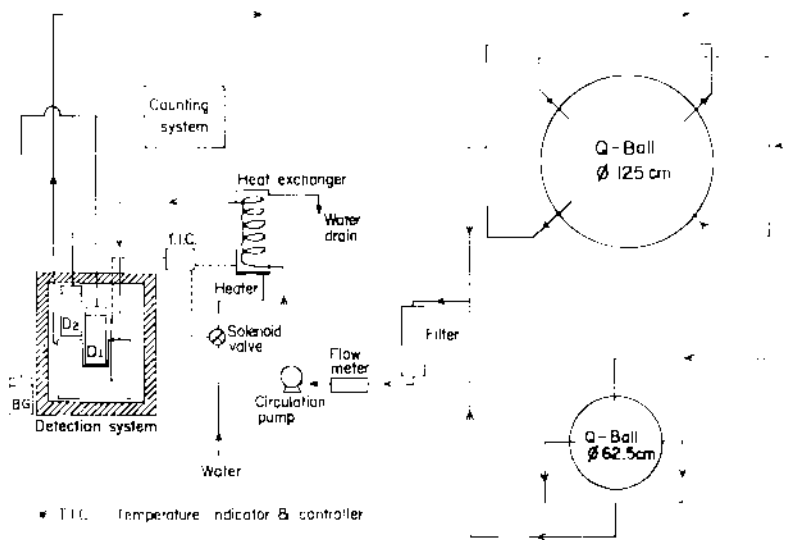 Counting
system
Q-Ball
Ø 125 cm
Heat exchanger
Water
drain
T.I.C.
Heater
D2
D1
Solenoid
valve
Filter
Flow
meter
BG
Circulation
pump
Detection system
Q-Ball
Ø 62.5cm
Water
* T.I.C. Temperature indicator & controller